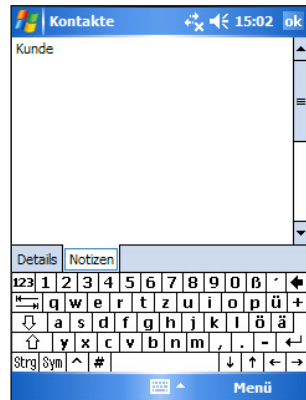 Kontakte 15:02 ok
Kunde
Details Notizen
123 1 2 3 4 5 6 7 8 9 0 ß ´
q w e r t z u i o p ü +
a s d f g h j k l ö ä
y x c v b n m , . -
Strg Sym ^ #
Menü